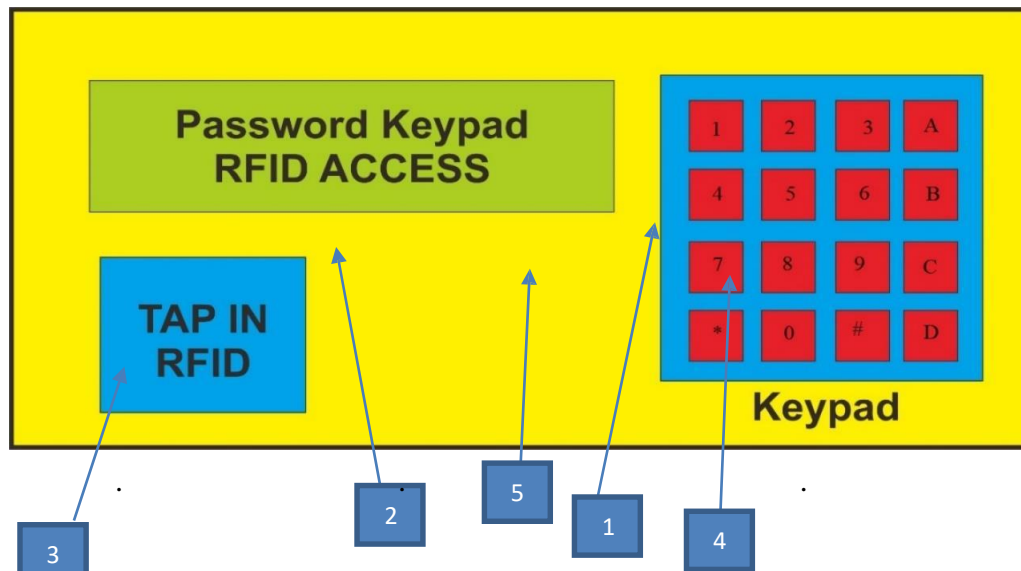 Password Keypad
RFID ACCESS
1 2 3 A
4 5 6 B
7 8 9 C
* 0 # D
TAP IN
RFID
Keypad
.
.
.
3
2
5
1
4